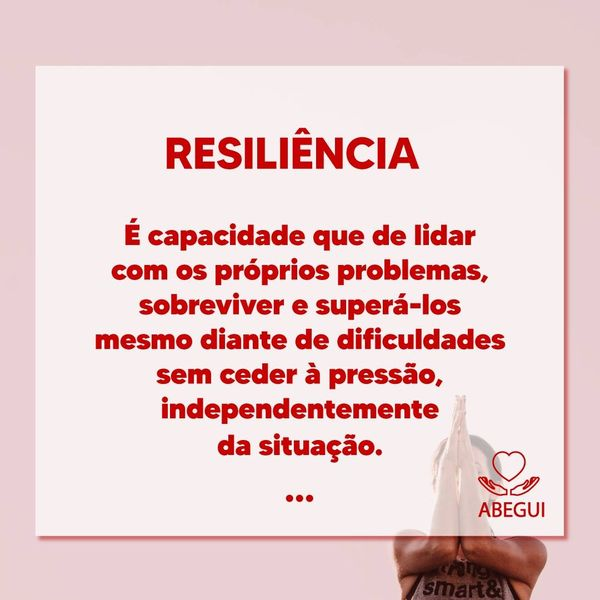 RESILIÊNCIA
É capacidade que de lidar
com os próprios problemas,
sobreviver e superá-los
mesmo diante de dificuldades
sem ceder à pressão,
independentemente
da situação.
...
ABEGUI
smart&